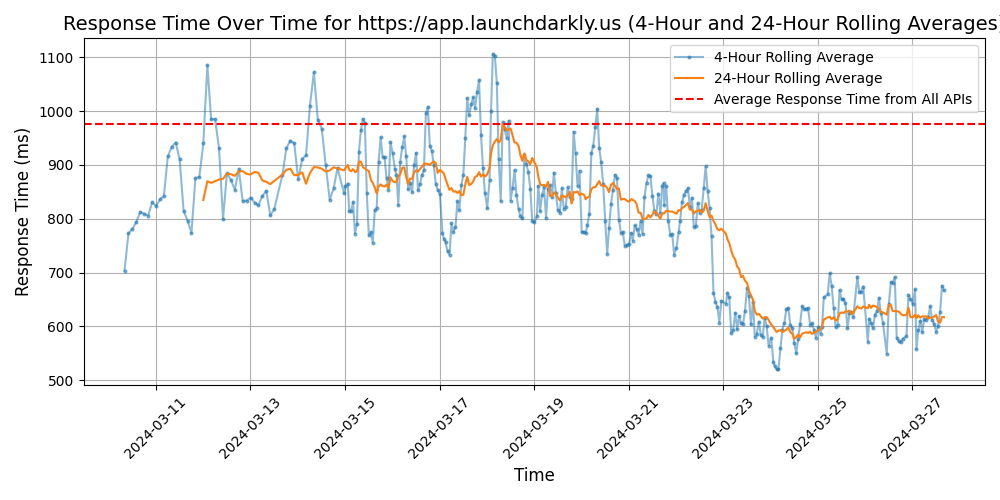 Response Time Over Time for https://app.launchdarkly.us (4-Hour and 24-Hour Rolling Averages)
4-Hour Rolling Average
24-Hour Rolling Average
Average Response Time from All APIs
Response Time (ms)
1100
1000
900
800
700
600
500
2024-03-11
2024-03-13
2024-03-15
2024-03-17
2024-03-19
2024-03-21
2024-03-23
2024-03-25
2024-03-27
Time